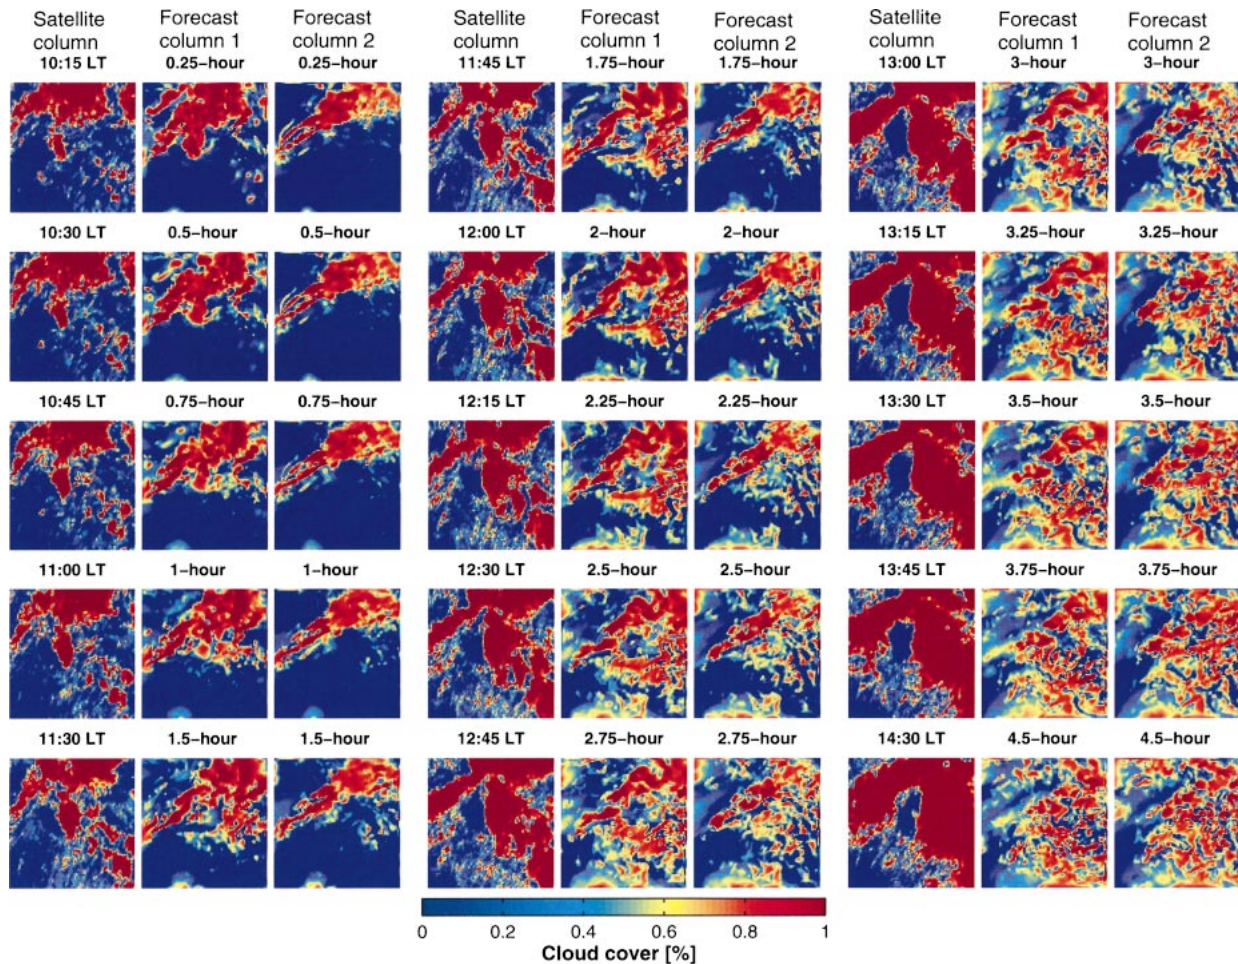 Satellite column Forecast column 1 Forecast column 2 Satellite column Forecast column 1 Forecast column 2 Satellite column Forecast column 1 Forecast column 2
10:15 LT 0.25-hour 0.25-hour 11:45 LT 1.75-hour 1.75-hour 13:00 LT 3-hour 3-hour
10:30 LT 0.5-hour 0.5-hour 12:00 LT 2-hour 2-hour 13:15 LT 3.25-hour 3.25-hour
10:45 LT 0.75-hour 0.75-hour 12:15 LT 2.25-hour 2.25-hour 13:30 LT 3.5-hour 3.5-hour
11:00 LT 1-hour 1-hour 12:30 LT 2.5-hour 2.5-hour 13:45 LT 3.75-hour 3.75-hour
11:30 LT 1.5-hour 1.5-hour 12:45 LT 2.75-hour 2.75-hour 14:30 LT 4.5-hour 4.5-hour
0 0.2 0.4 0.6 0.8 1
Cloud cover [%]